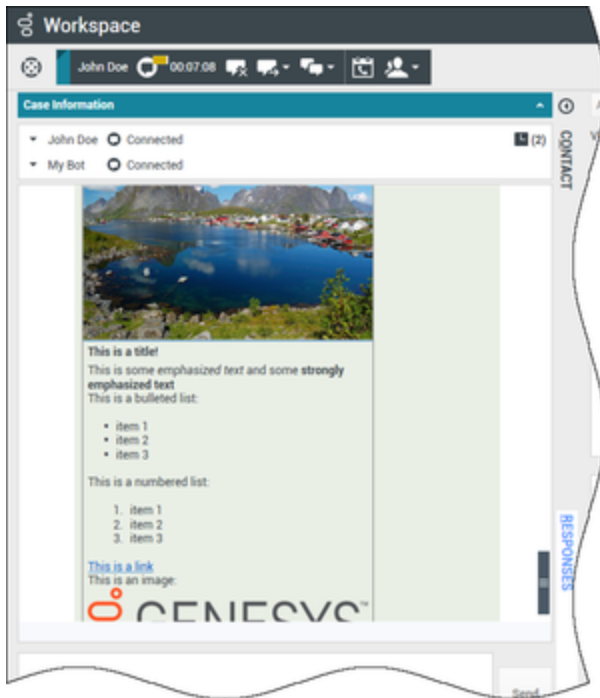 Workspace
John Doe 00:07:08
Case Information
John Doe Connected (2)
My Bot Connected
CONTACT
This is a title!
This is some emphasized text and some strongly
emphasized text
This is a bulleted list:
• item 1
• item 2
• item 3
This is a numbered list:
1. item 1
2. item 2
3. item 3
This is a link
This is an image:
GENESYS™
RESPONSES
Send